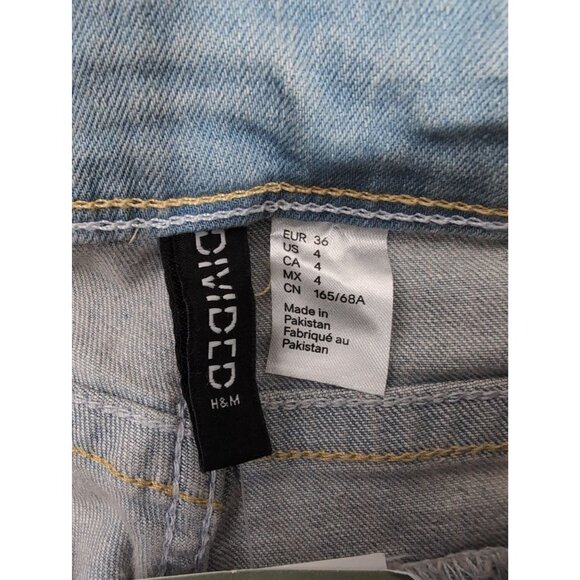 DIVIDED
H&M
EUR 36
US 4
CA 4
MX 4
CN 165/68A
Made in
Pakistan
Fabriqué au
Pakistan